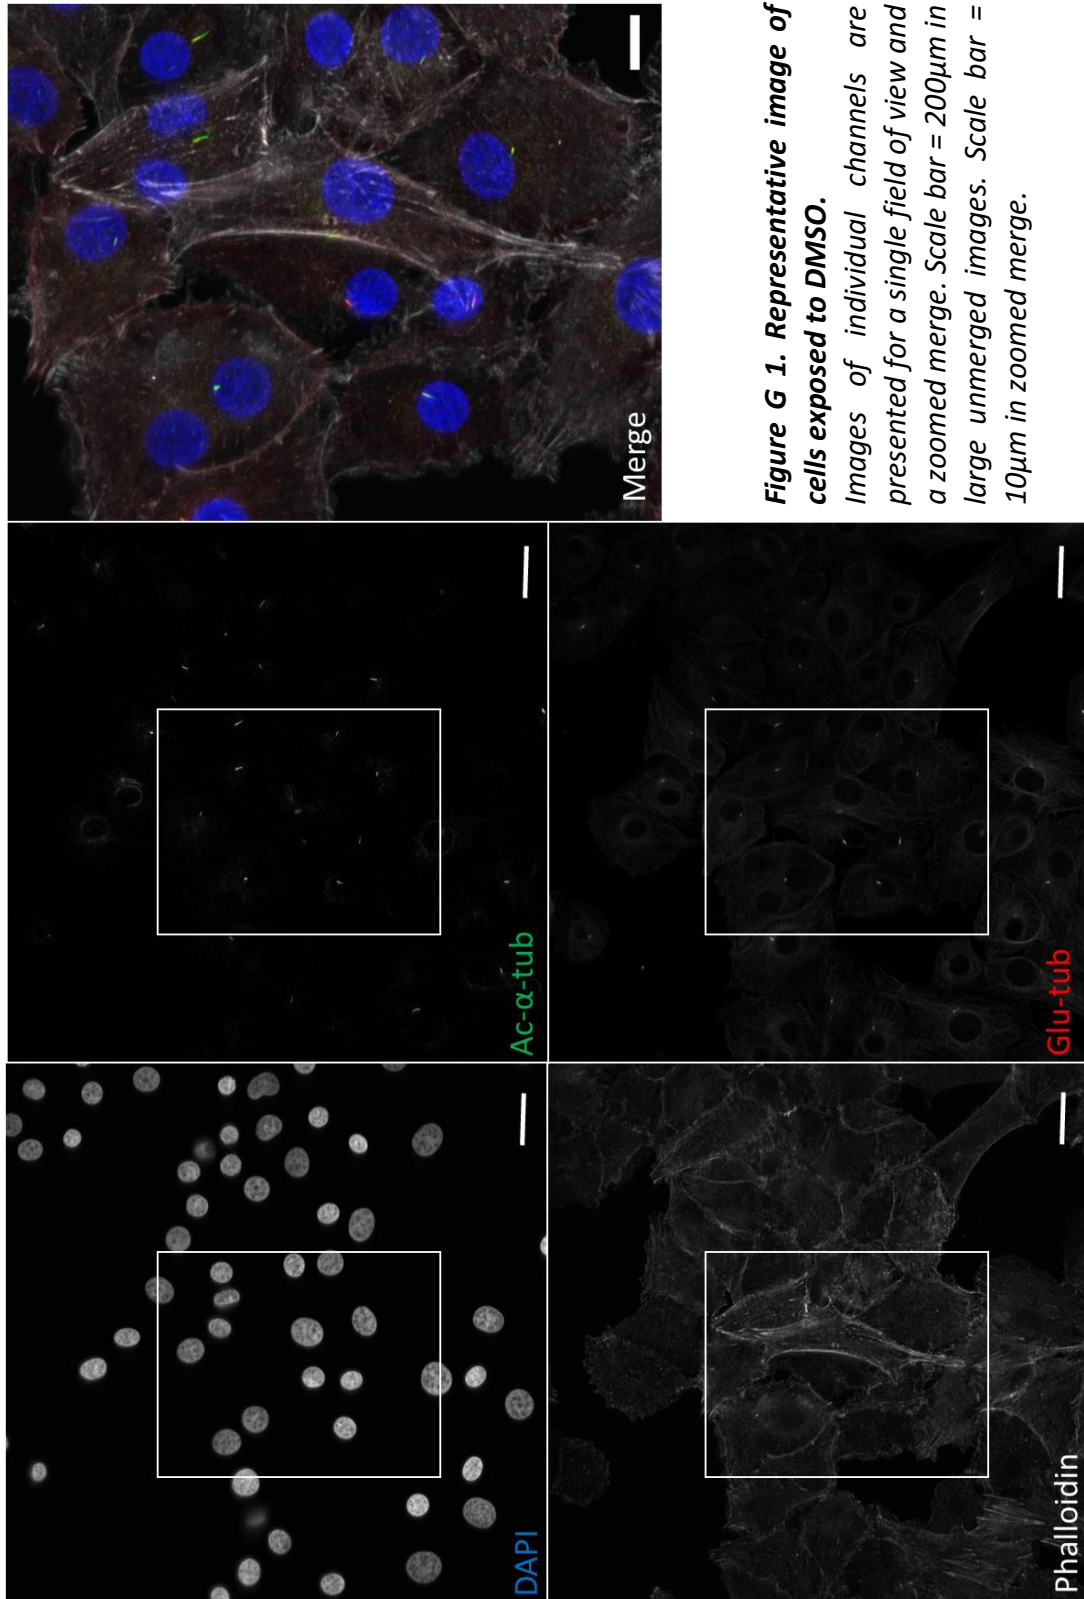 DAPI
Ac-α-tub
Merge
Phalloidin
Glu-tub
Figure G 1. Representative image of
cells exposed to DMSO.
Images of individual channels are
presented for a single field of view and
a zoomed merge. Scale bar = 200μm in
large unmerged images. Scale bar =
10μm in zoomed merge.